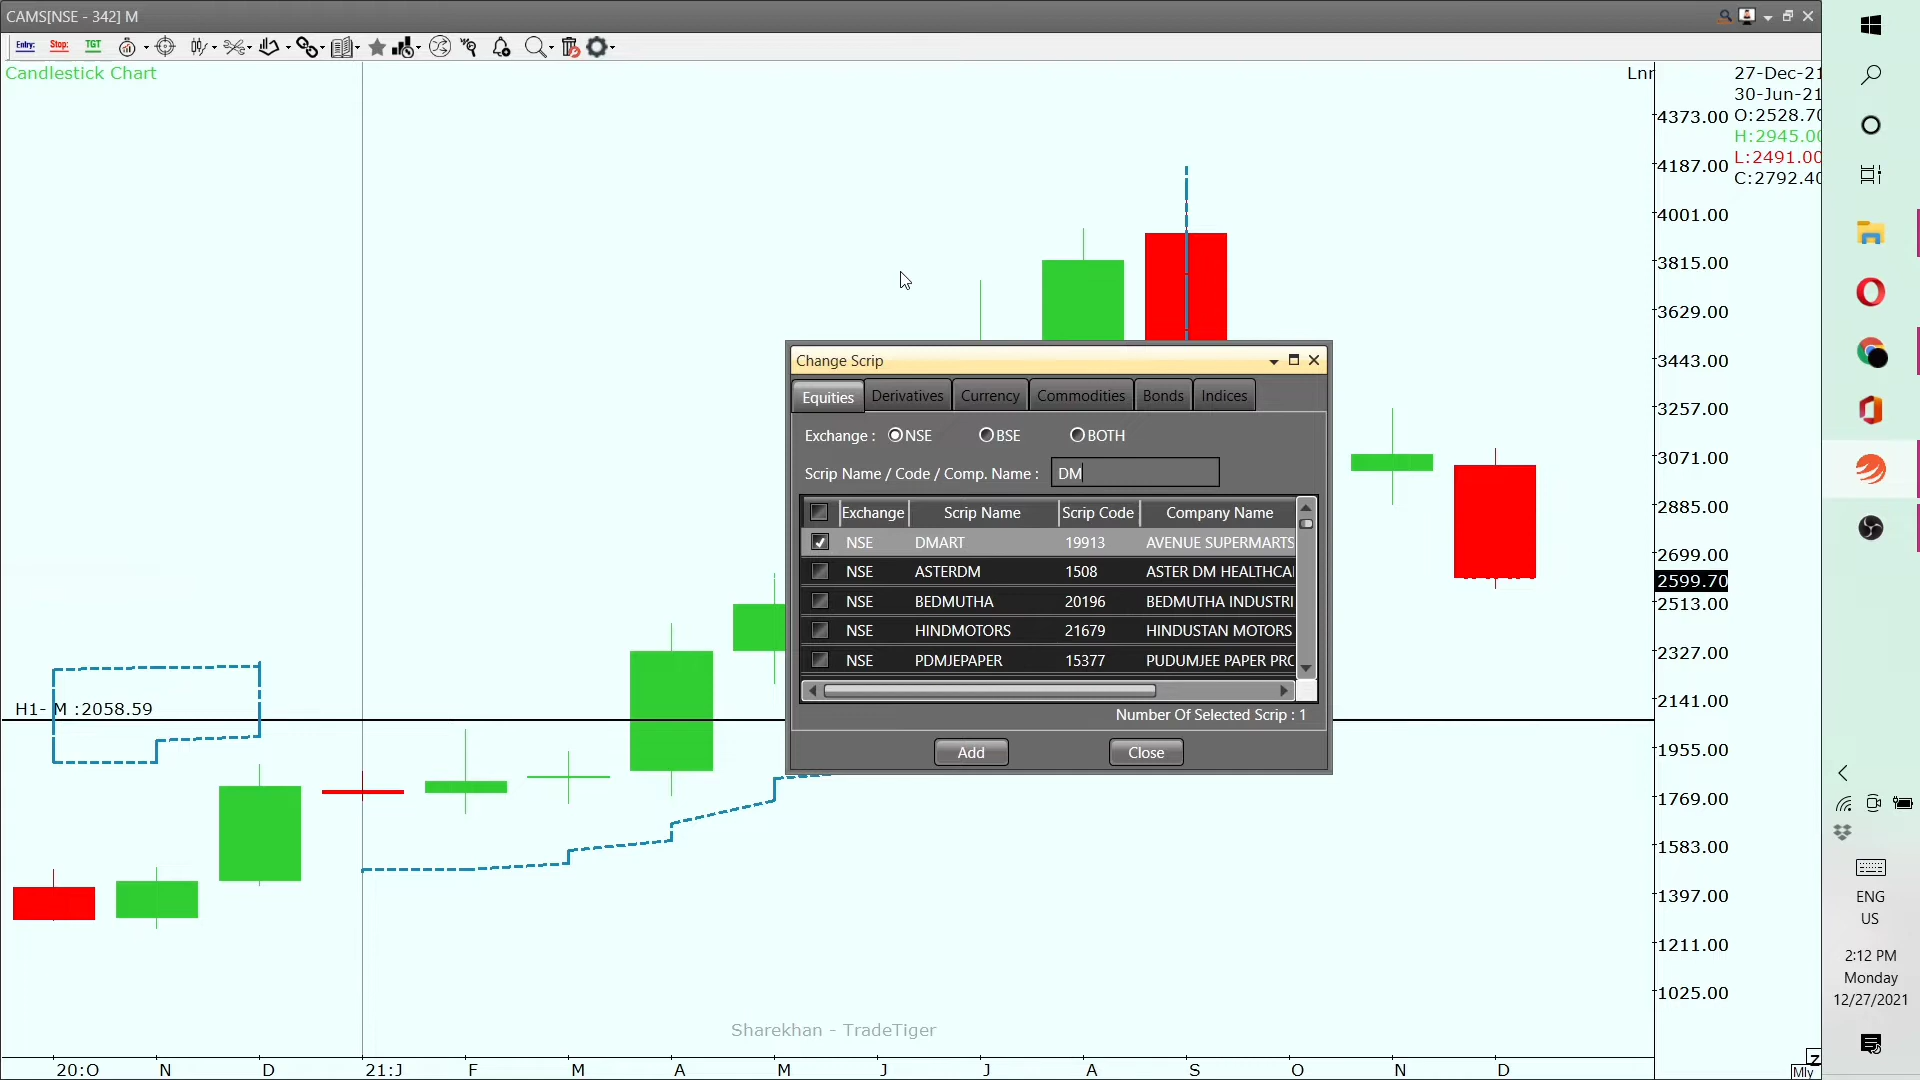 CAMS[NSE - 342] M
Entry:
Stop:
TGT
Candlestick Chart
Lnr
27-Dec-21
30-Jun-21
O:2528.70
H:2945.00
L:2491.00
C:2792.40
4373.00
4187.00
4001.00
3815.00
3629.00
3443.00
3257.00
3071.00
2885.00
2699.00
2599.70
2513.00
2327.00
2141.00
1955.00
1769.00
1583.00
1397.00
1211.00
1025.00
Change Scrip
Equities Derivatives Currency Commodities Bonds Indices
Exchange : NSE BSE BOTH
Scrip Name / Code / Comp. Name : DM
Exchange Scrip Name Scrip Code Company Name
NSE DMART 19913 AVENUE SUPERMARTS
NSE ASTERDM 1508 ASTER DM HEALTHCA
NSE BEDMUTHA 20196 BEDMUTHA INDUSTRI
NSE HINDMOTORS 21679 HINDUSTAN MOTORS
NSE PDMJEPAPER 15377 PUDUMJEE PAPER PRO
Number Of Selected Scrip : 1
Add Close
H1- M :2058.59
Sharekhan - TradeTiger
20:O N D 21:J F M A M J J A S O N D
Z
Mly
ENG
US
2:12 PM
Monday
12/27/2021